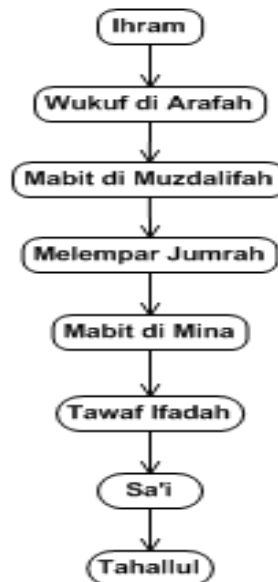 Ihram
Wukuf di Arafah
Mabit di Muzdalifah
Melempar Jumrah
Mabit di Mina
Tawaf Ifadah
Sa'i
Tahallul